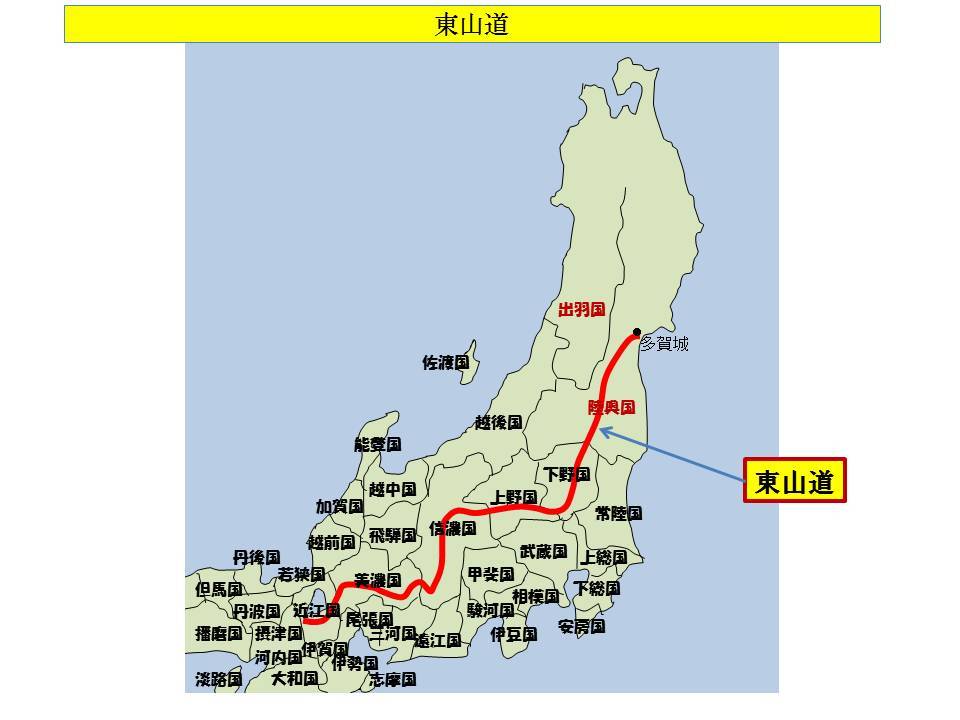 東山道
出羽国
多賀城
佐渡国
陸奥国
越後国
能登国
東山道
下野国
越中国
上野国
加賀国
常陸国
信濃国
飛騨国
越前国
武蔵国
丹後国
上総国
若狭国
甲斐国
美濃国
但馬国
下総国
相模国
丹波国
近江国
駿河国
尾張国
安房国
播磨国
摂津国
三河国
伊豆国
遠江国
伊賀国
河内国
伊勢国
淡路国
大和国
志摩国